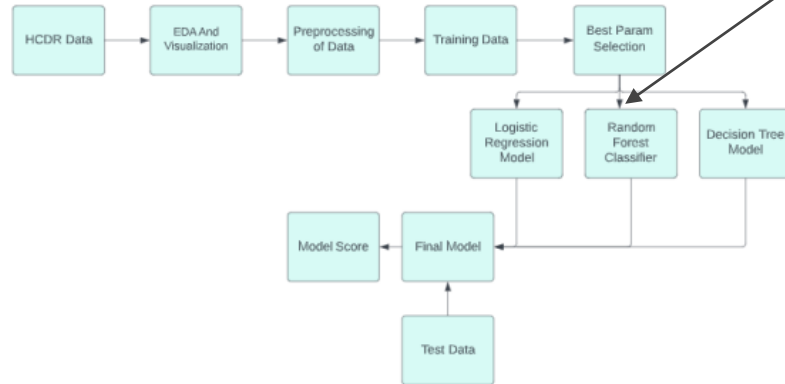 HCDR Data
EDA And
Visualization
Preprocessing
of Data
Training Data
Best Param
Selection
Logistic
Regression
Model
Random
Forest
Classifier
Decision Tree
Model
Model Score
Final Model
Test Data